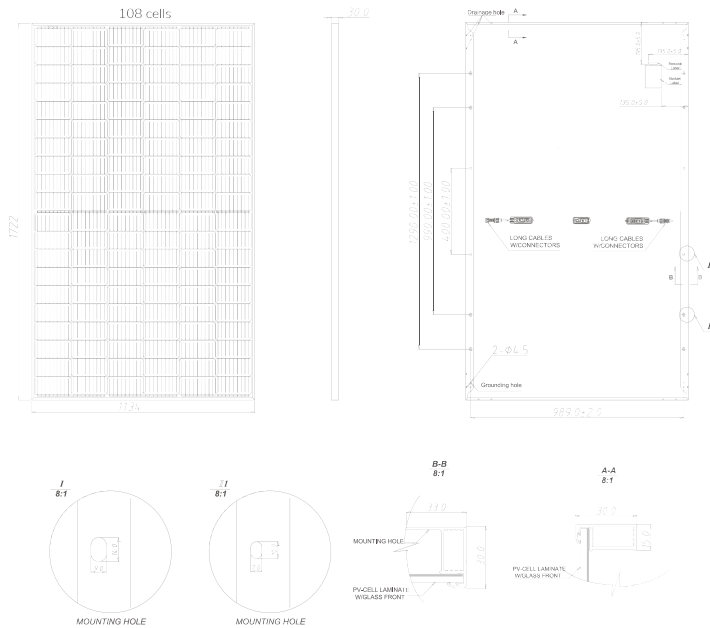 108 cells
30.0
1722
1134
Drainage hole
A
A
1290.00±1.00
990.00±1.00
400.00±1.00
LONG CABLES
W/CONNECTORS
LONG CABLES
W/CONNECTORS
B
B
2-Φ4.5
Grounding hole
989.0±2.0
I
8:1
MOUNTING HOLE
II
8:1
MOUNTING HOLE
B-B
8:1
MOUNTING HOLE
30.0
PV-CELL LAMINATE
W/GLASS FRONT
A-A
8:1
30.0
15.0
PV-CELL LAMINATE
W/GLASS FRONT